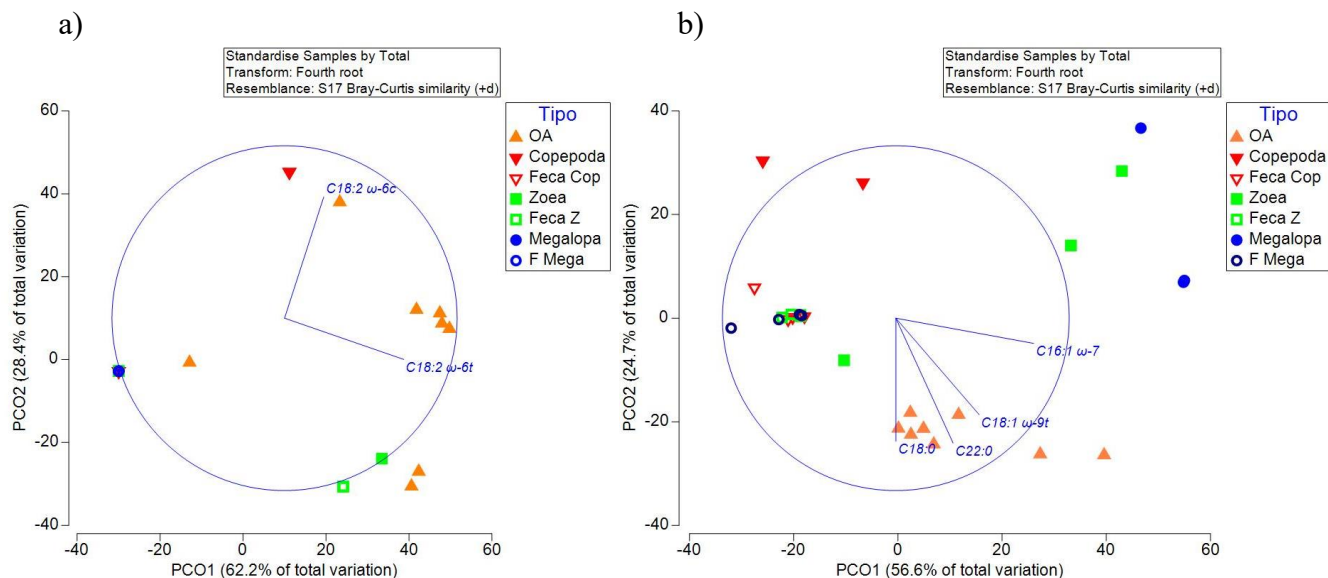 a)
Standardise Samples by Total
Transform: Fourth root
Resemblance: S17 Bray-Curtis similarity (+d)
60
40
20
0
-20
-40
PCO2 (28.4% of total variation)
C18:2 ω-6c
C18:2 ω-6t
Tipo
OA
Copepoda
Feca Cop
Zoea
Feca Z
Megalopa
F Mega
-40
-20
0
20
40
60
PCO1 (62.2% of total variation)
b)
Standardise Samples by Total
Transform: Fourth root
Resemblance: S17 Bray-Curtis similarity (+d)
40
20
0
-20
-40
PCO2 (24.7% of total variation)
C16:1 ω-7
C18:1 ω-9t
C18:0
C22:0
Tipo
OA
Copepoda
Feca Cop
Zoea
Feca Z
Megalopa
F Mega
-40
-20
0
20
40
60
PCO1 (56.6% of total variation)